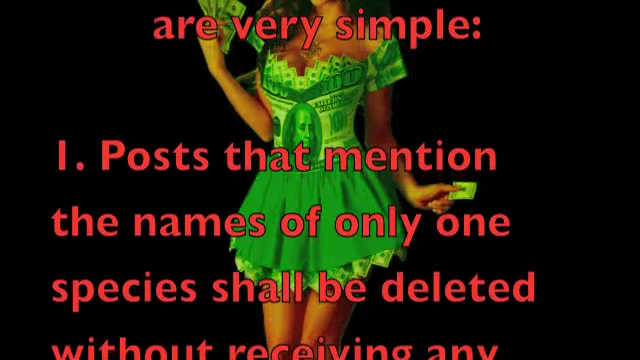 are very simple:
1. Posts that mention
the names of only one
species shall be deleted
without receiving any